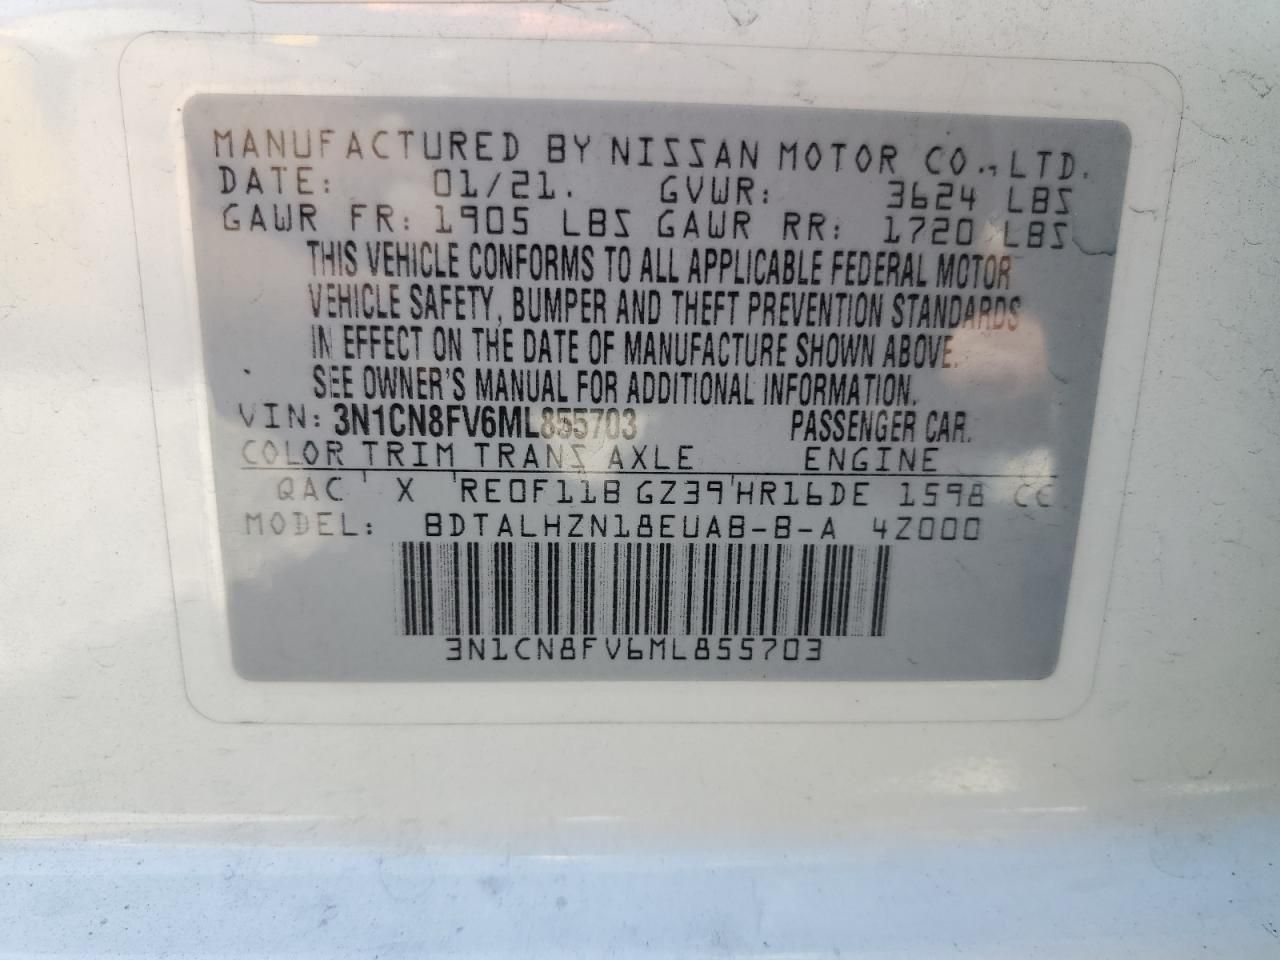 MANUFACTURED BY NISSAN MOTOR CO., LTD.
DATE: 01/21. GVWR: 3624 LBS
GAWR FR: 1905 LBS GAWR RR: 1720 LBS
THIS VEHICLE CONFORMS TO ALL APPLICABLE FEDERAL MOTOR
VEHICLE SAFETY, BUMPER AND THEFT PREVENTION STANDARDS
IN EFFECT ON THE DATE OF MANUFACTURE SHOWN ABOVE.
SEE OWNER'S MANUAL FOR ADDITIONAL INFORMATION.
VIN: 3N1CN8FV6ML855703 PASSENGER CAR.
COLOR TRIM TRANS AXLE ENGINE
QAC X RE0F11B GZ39 HR16DE 1598 CC
MODEL: BDTALHZN18EUAB-B-A 4Z000
3N1CN8FV6ML855703